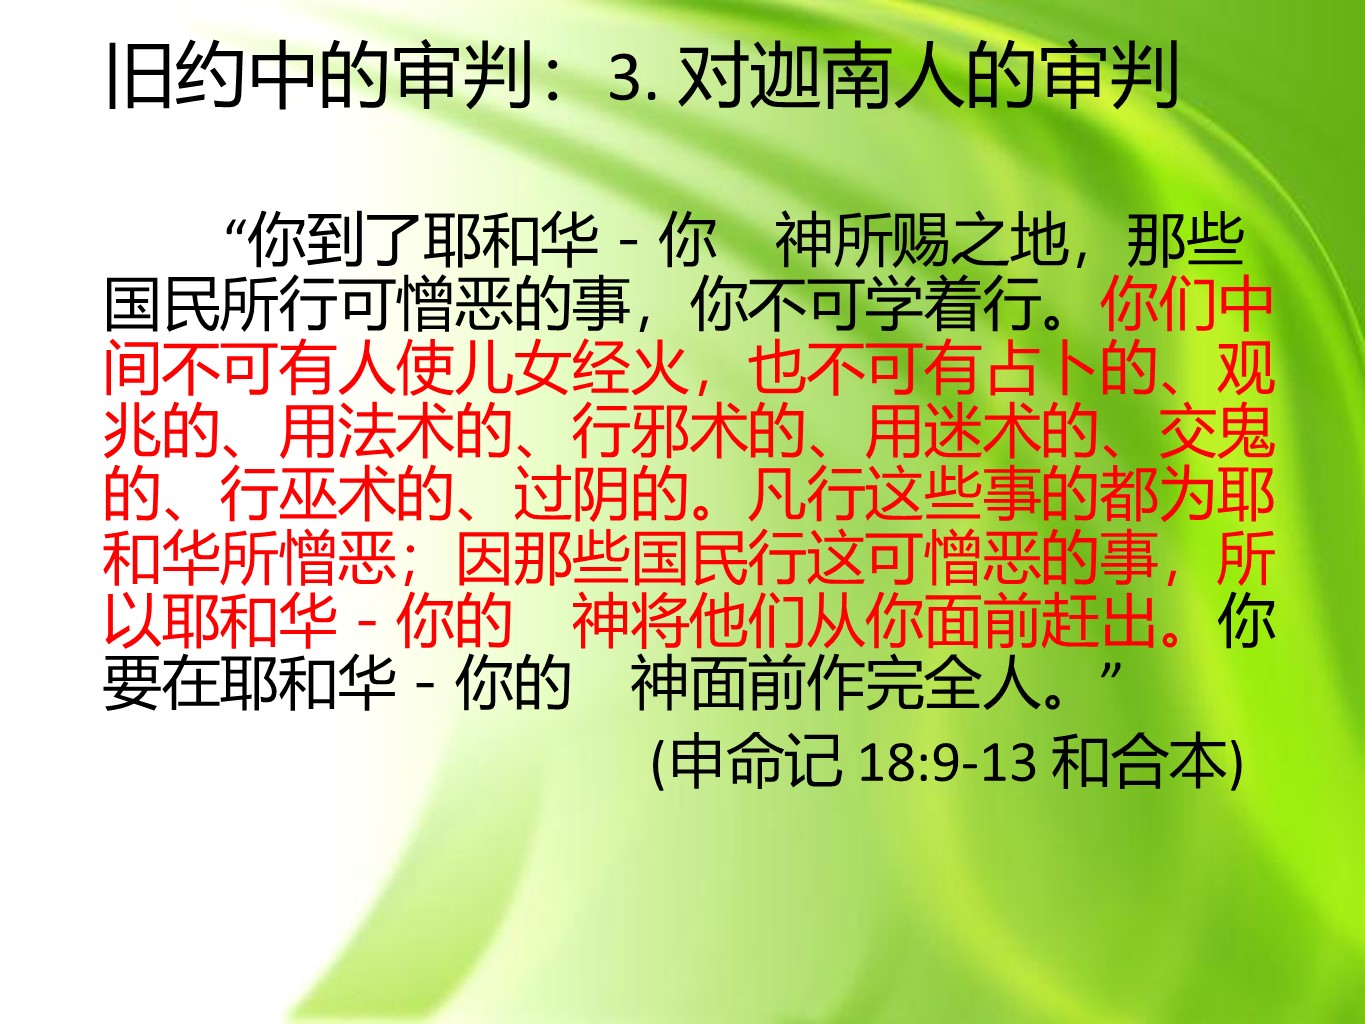 旧约中的审判：3. 对迦南人的审判
“你到了耶和华－你　神所赐之地，那些
国民所行可憎恶的事，你不可学着行。你们中
间不可有人使儿女经火，也不可有占卜的、观
兆的、用法术的、行邪术的、用迷术的、交鬼
的、行巫术的、过阴的。凡行这些事的都为耶
和华所憎恶；因那些国民行这可憎恶的事，所
以耶和华－你的　神将他们从你面前赶出。你
要在耶和华－你的　神面前作完全人。”
(申命记 18:9-13 和合本)